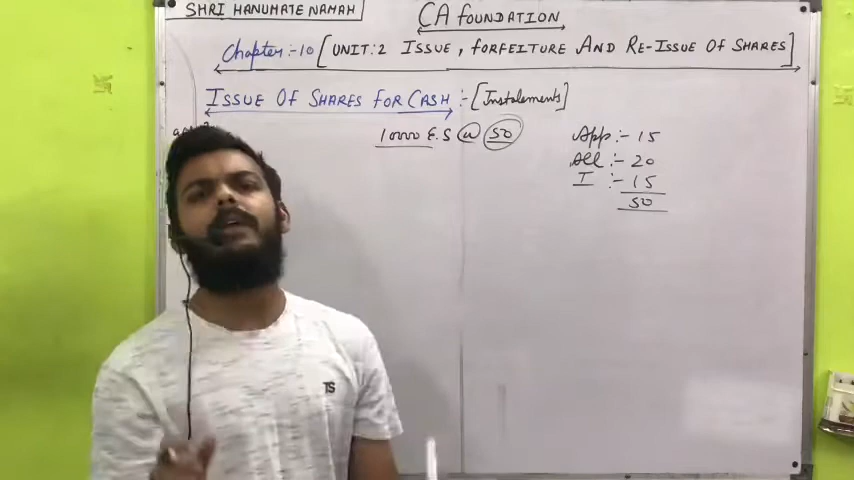 SHRI HANUMATE NAMAH
CA FOUNDATION
Chapter:-10 [UNIT:2 ISSUE, FORFEITURE AND RE-ISSUE OF SHARES]
ISSUE OF SHARES FOR CASH :- [Instalements]
10000 E.S @ 50
App:- 15
All:- 20
I :- 15
50
TS